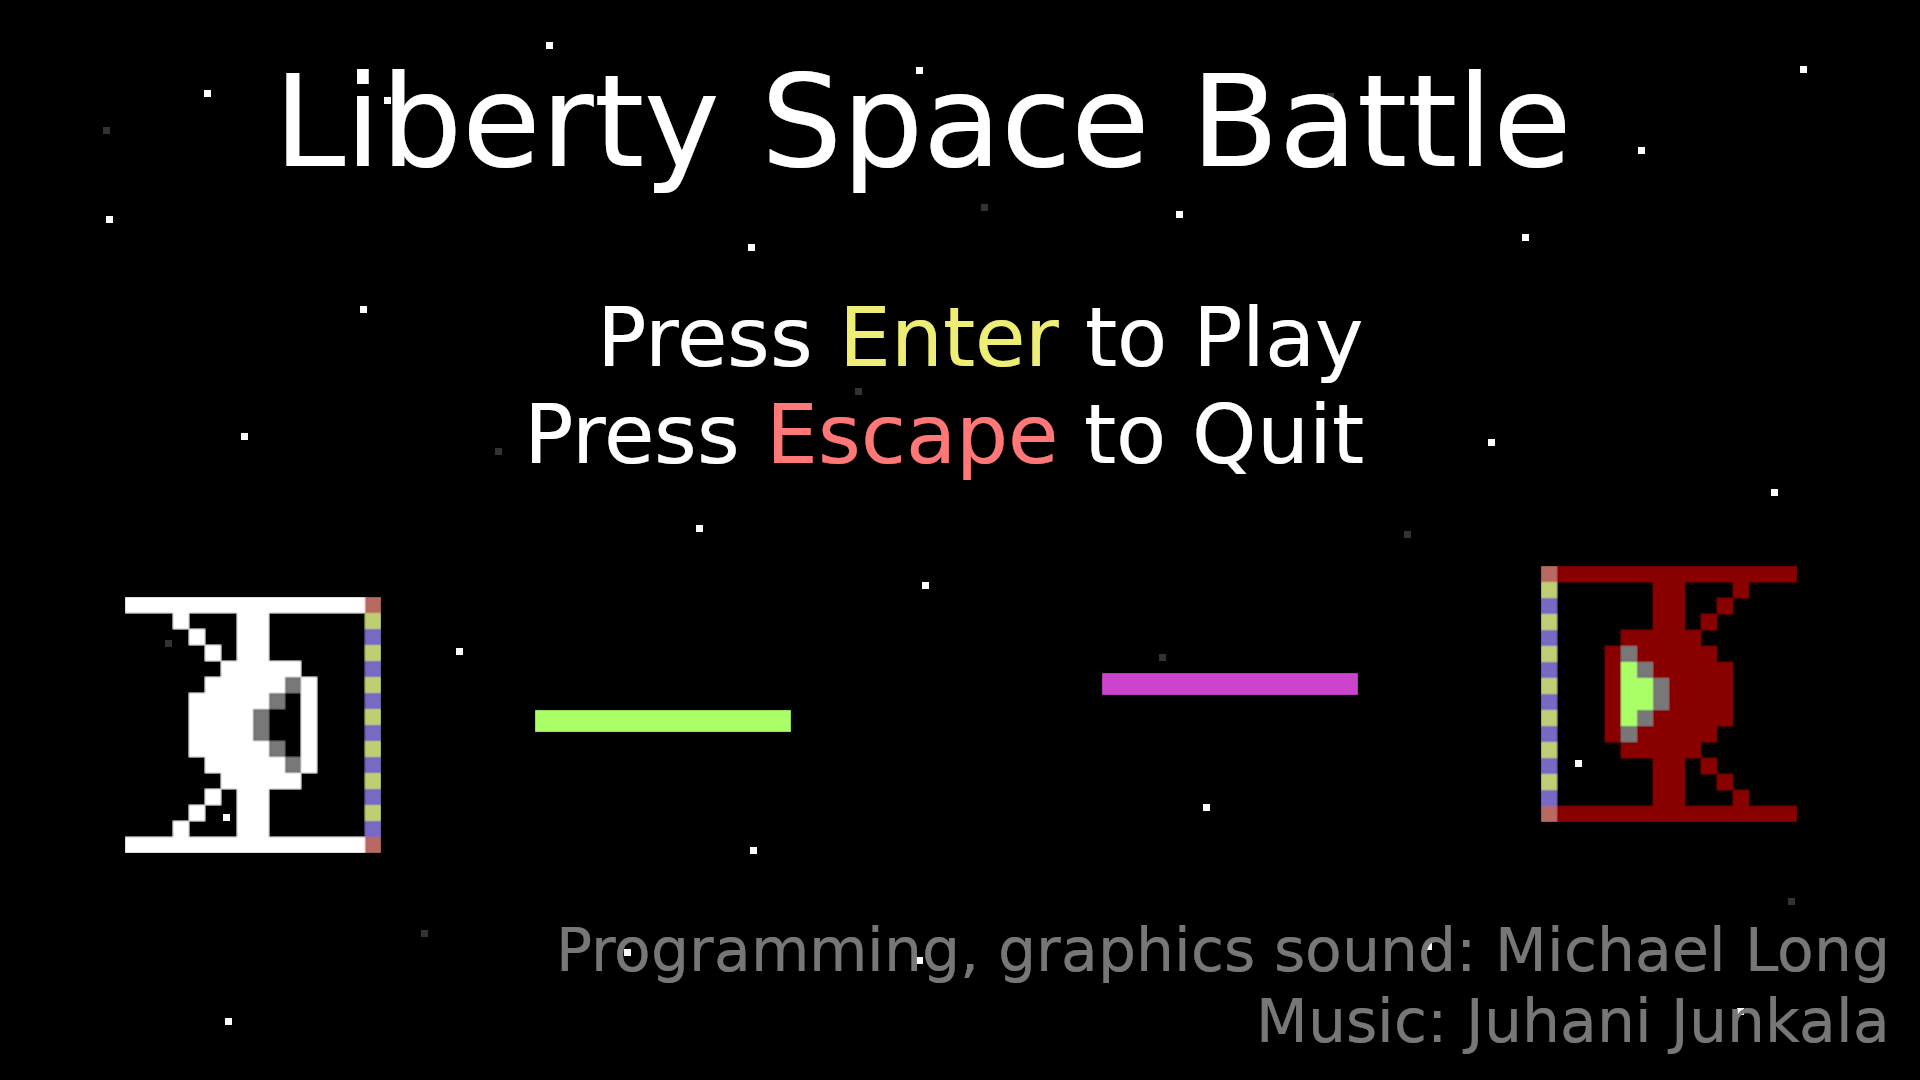 Liberty Space Battle
Press Enter to Play
Press Escape to Quit
Programming, graphics sound: Michael Long
Music: Juhani Junkala